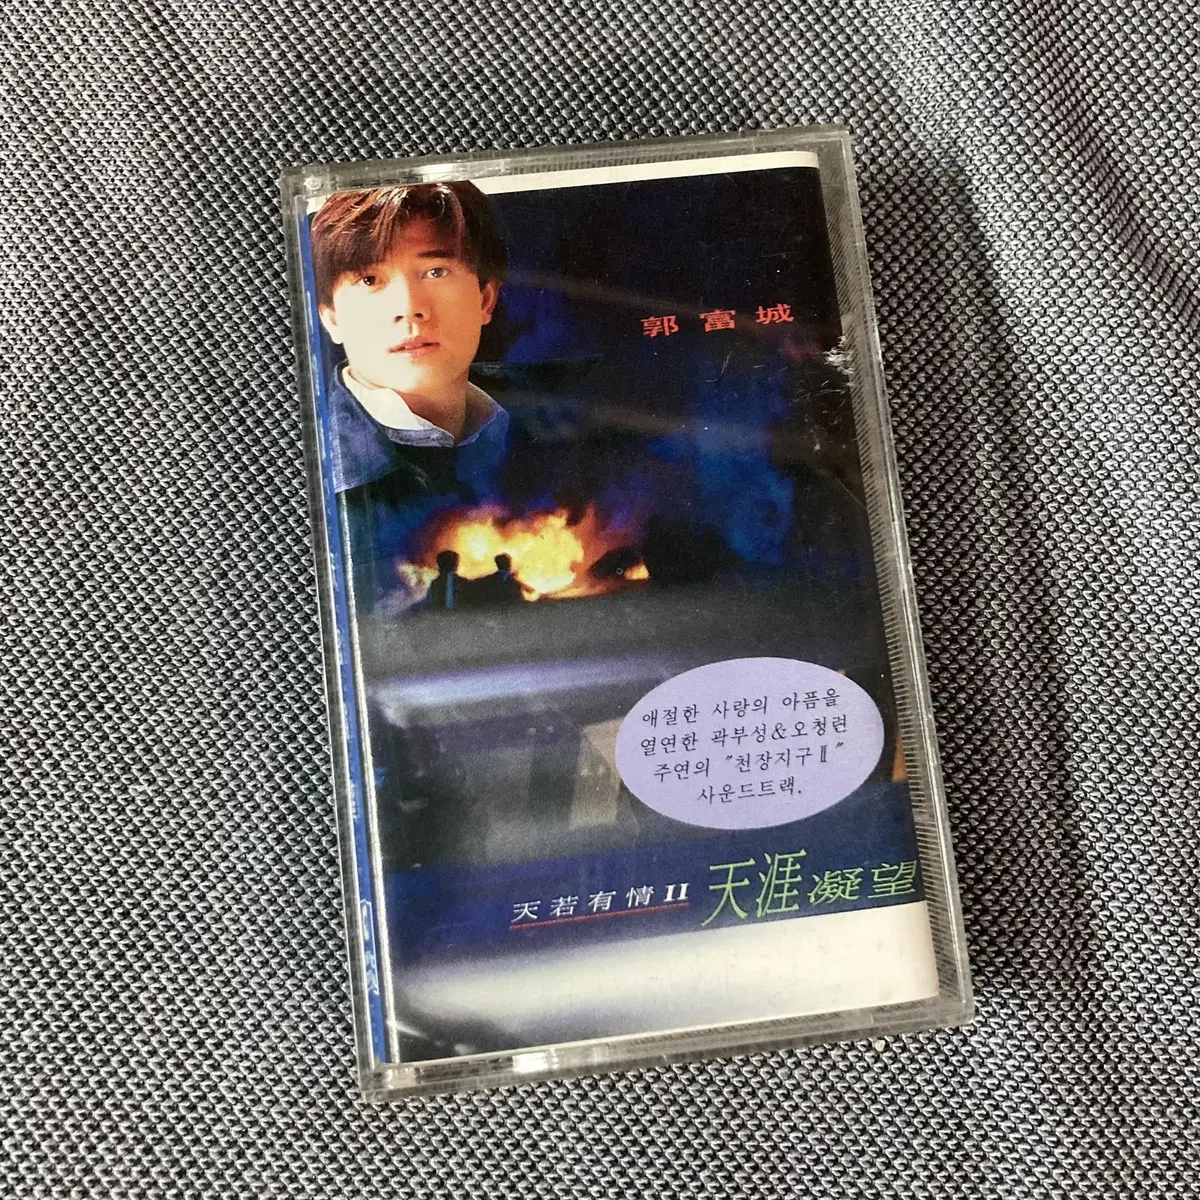 郭富城
애절한 사랑의 아픔을
열연한 곽부성&오청련
주연의 "천장지구Ⅱ"
사운드트랙.
天若有情II 天涯凝望